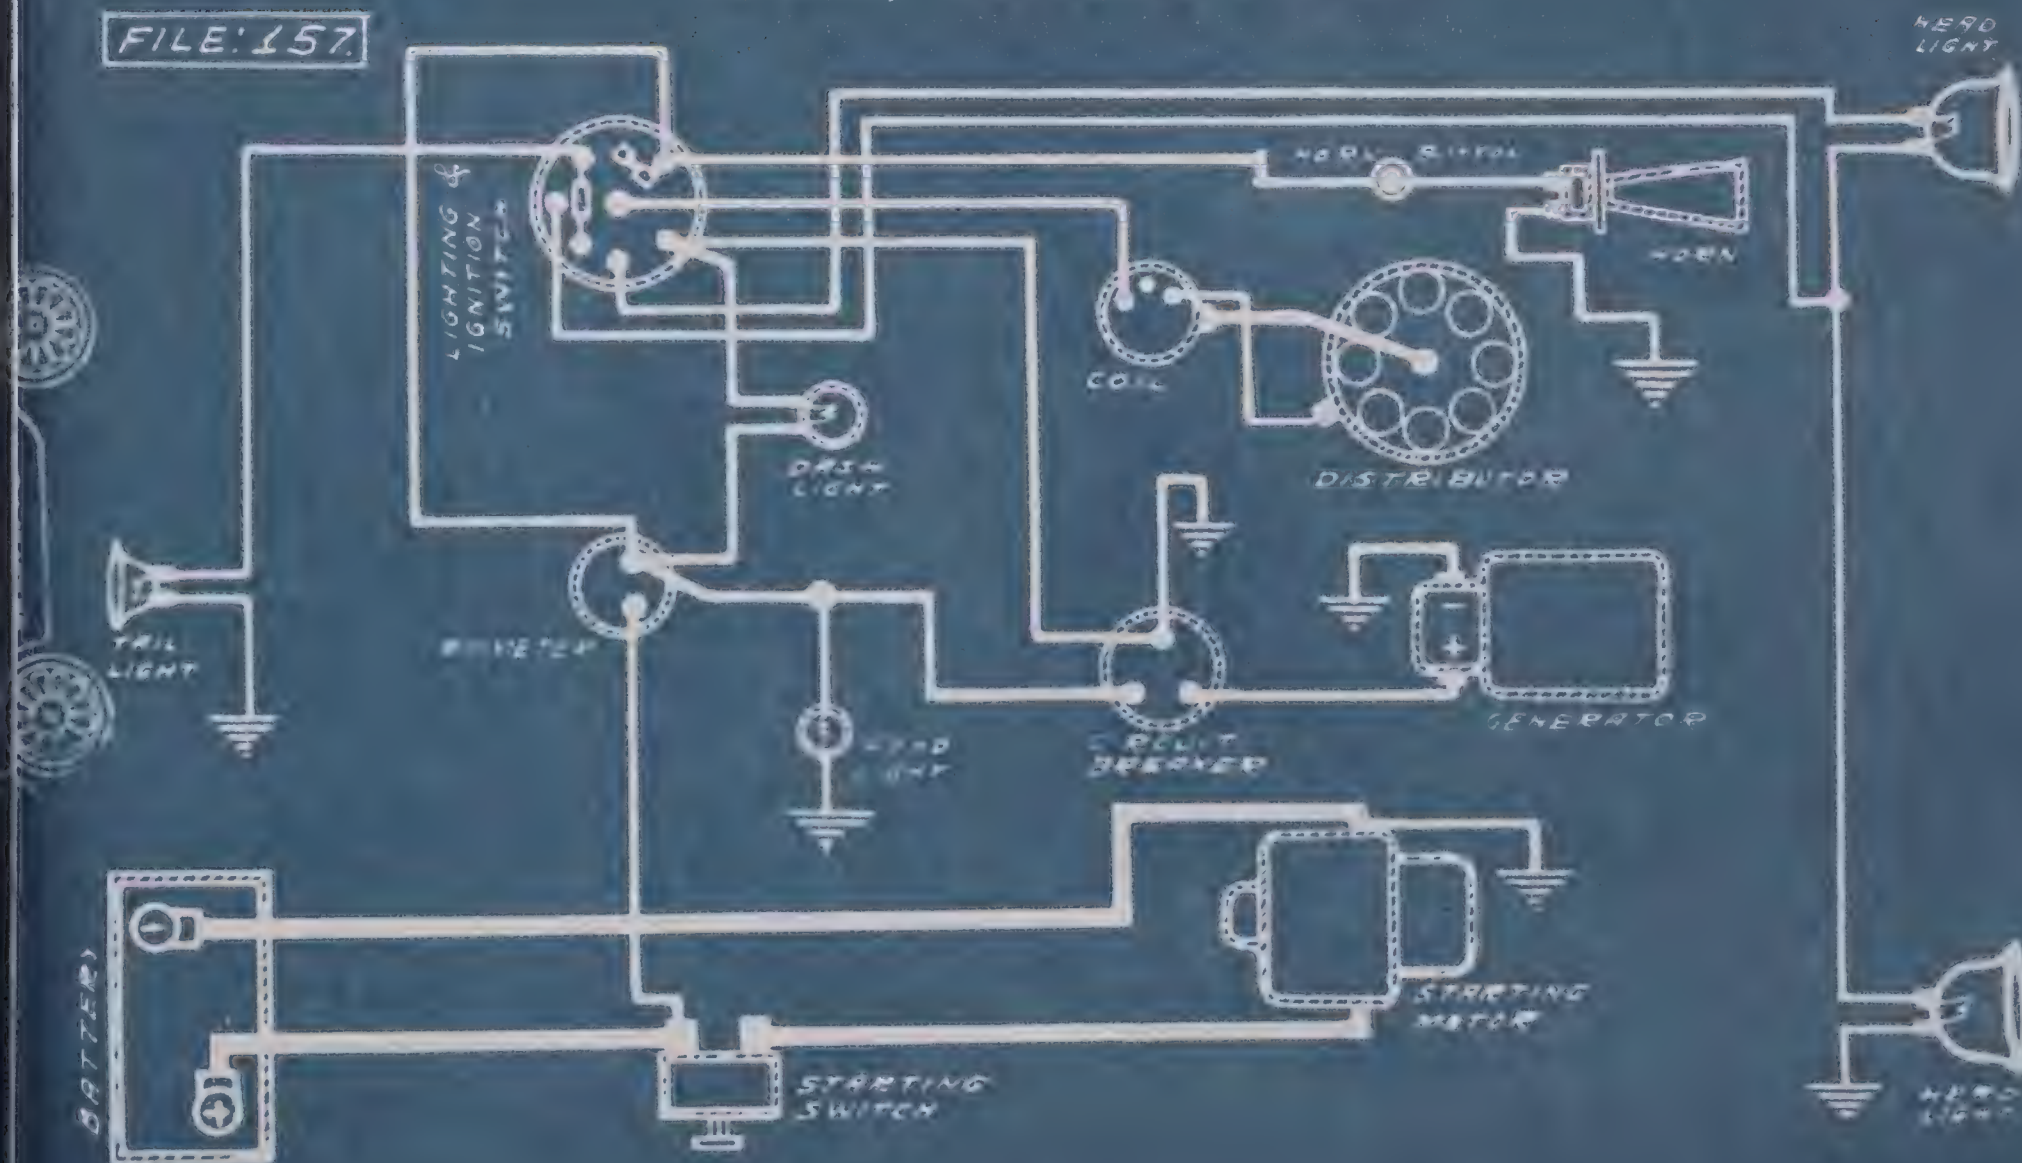 FILE: 157.
HEAD
LIGHT
LIGHTING &
IGNITION
SWITCH
HORN BUTTON
HORN
COIL
DASH
LIGHT
DISTRIBUTOR
TAIL
LIGHT
AMMETER
LIGHT
CIRCUIT
BREAKER
GENERATOR
-
+
BATTERY
-
+
STARTING
MOTOR
STARTING
SWITCH
HEAD
LIGHT